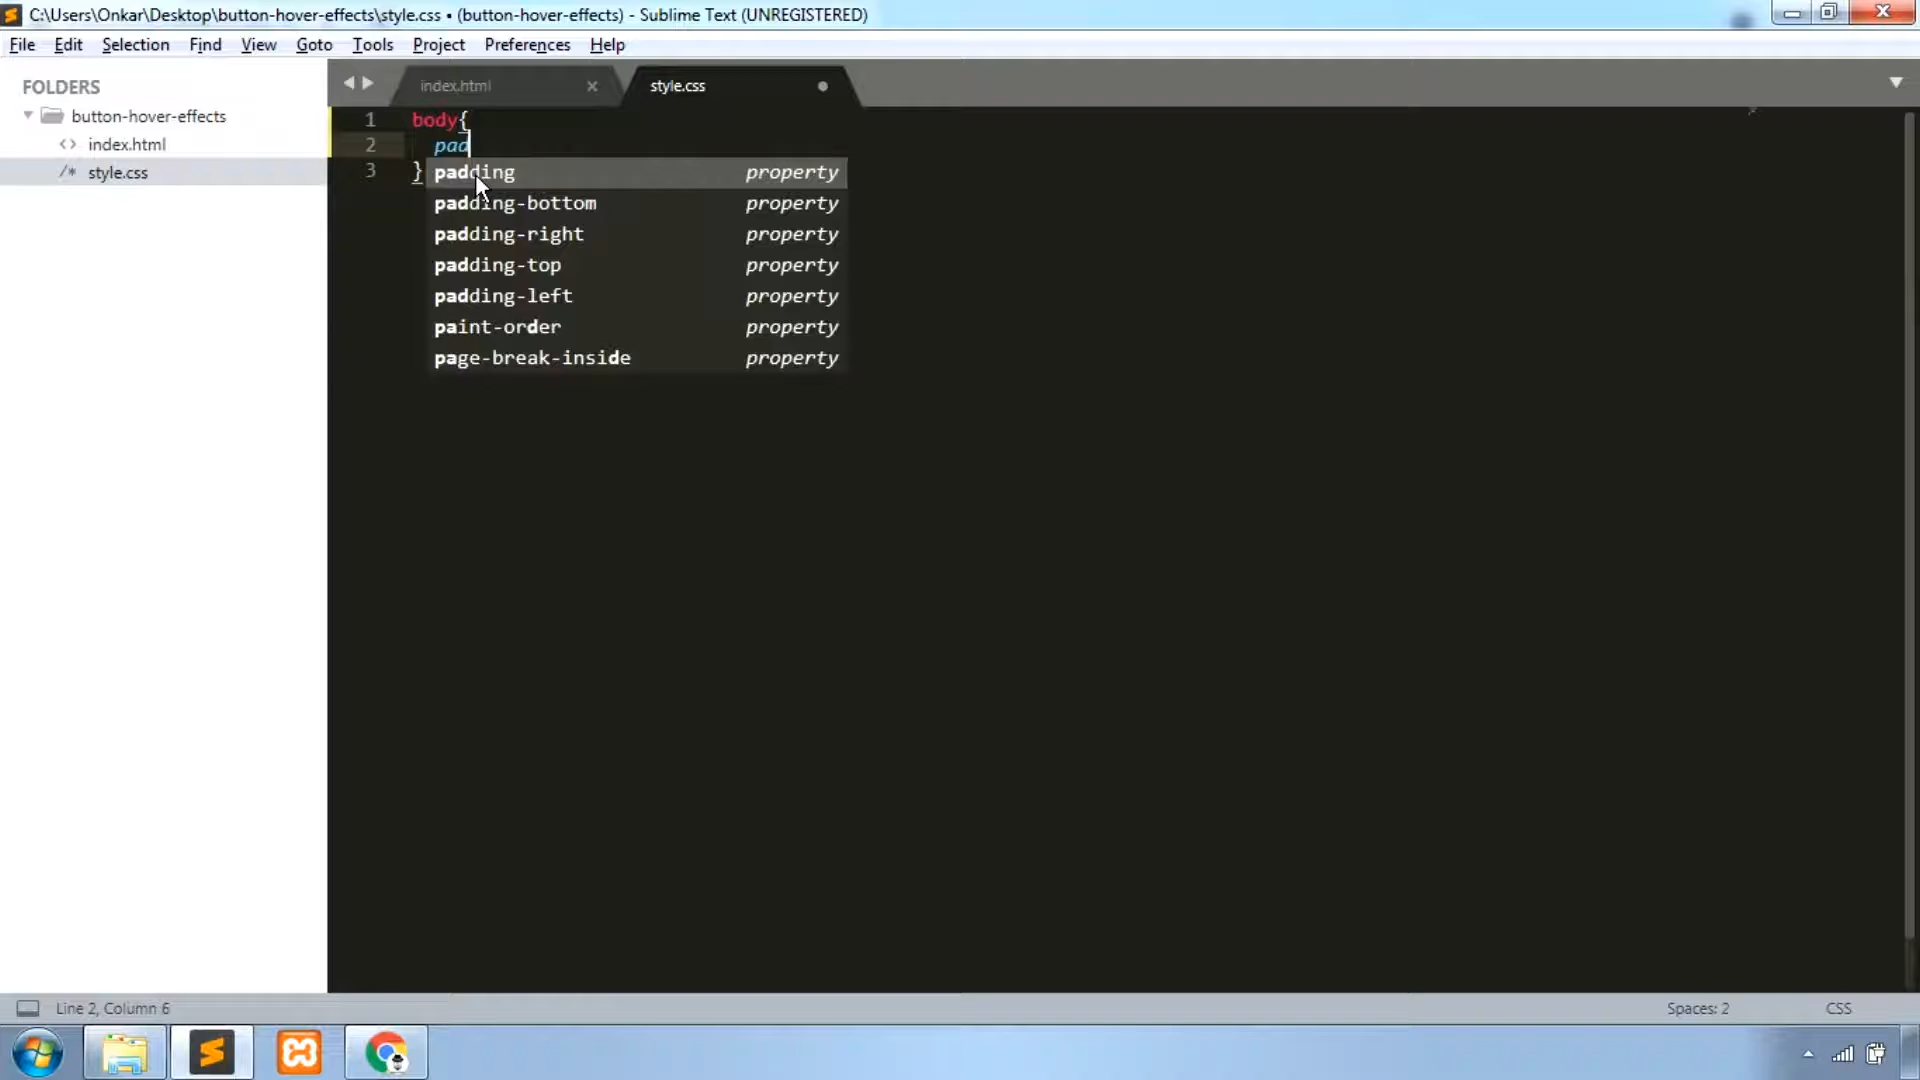 C:\Users\Onkar\Desktop\button-hover-effects\style.css • (button-hover-effects) - Sublime Text (UNREGISTERED)
File Edit Selection Find View Goto Tools Project Preferences Help
FOLDERS
button-hover-effects
<> index.html
/* style.css
index.html
style.css
1 body{
2 pad
3 }
padding property
padding-bottom property
padding-right property
padding-top property
padding-left property
paint-order property
page-break-inside property
Line 2, Column 6
Spaces: 2
CSS